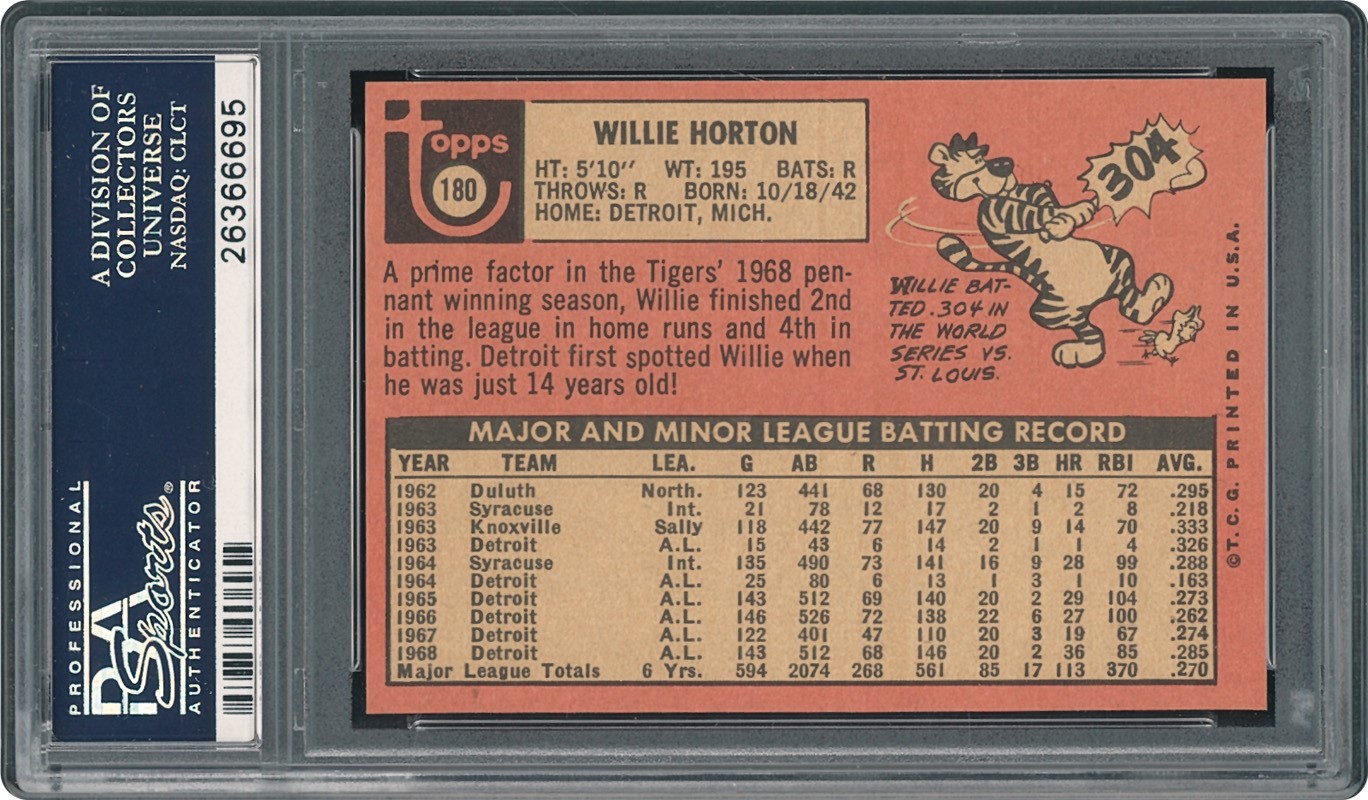 A DIVISION OF
COLLECTORS
UNIVERSE
NASDAQ: CLCT
26366695
PROFESSIONAL
PSA
Sports®
AUTHENTICATOR
topps
180
WILLIE HORTON
HT: 5'10'' WT: 195 BATS: R
THROWS: R BORN: 10/18/42
HOME: DETROIT, MICH.
A prime factor in the Tigers' 1968 pen-
nant winning season, Willie finished 2nd
in the league in home runs and 4th in
batting. Detroit first spotted Willie when
he was just 14 years old!
304
WILLIE BAT-
TED .304 IN
THE WORLD
SERIES VS.
ST. LOUIS.
MAJOR AND MINOR LEAGUE BATTING RECORD
YEAR TEAM LEA. G AB R H 2B 3B HR RBI AVG.
1962 Duluth North. 123 441 68 130 20 4 15 72 .295
1963 Syracuse Int. 21 78 12 17 2 1 2 8 .218
1963 Knoxville Sally 118 442 77 147 20 9 14 70 .333
1963 Detroit A.L. 15 43 6 14 2 1 1 4 .326
1964 Syracuse Int. 135 490 73 141 16 9 28 99 .288
1964 Detroit A.L. 25 80 6 13 1 3 1 10 .163
1965 Detroit A.L. 143 512 69 140 20 2 29 104 .273
1966 Detroit A.L. 146 526 72 138 22 6 27 100 .262
1967 Detroit A.L. 122 401 47 110 20 3 19 67 .274
1968 Detroit A.L. 143 512 68 146 20 2 36 85 .285
Major League Totals 6 Yrs. 594 2074 268 561 85 17 113 370 .270
©T.C.G. PRINTED IN U.S.A.